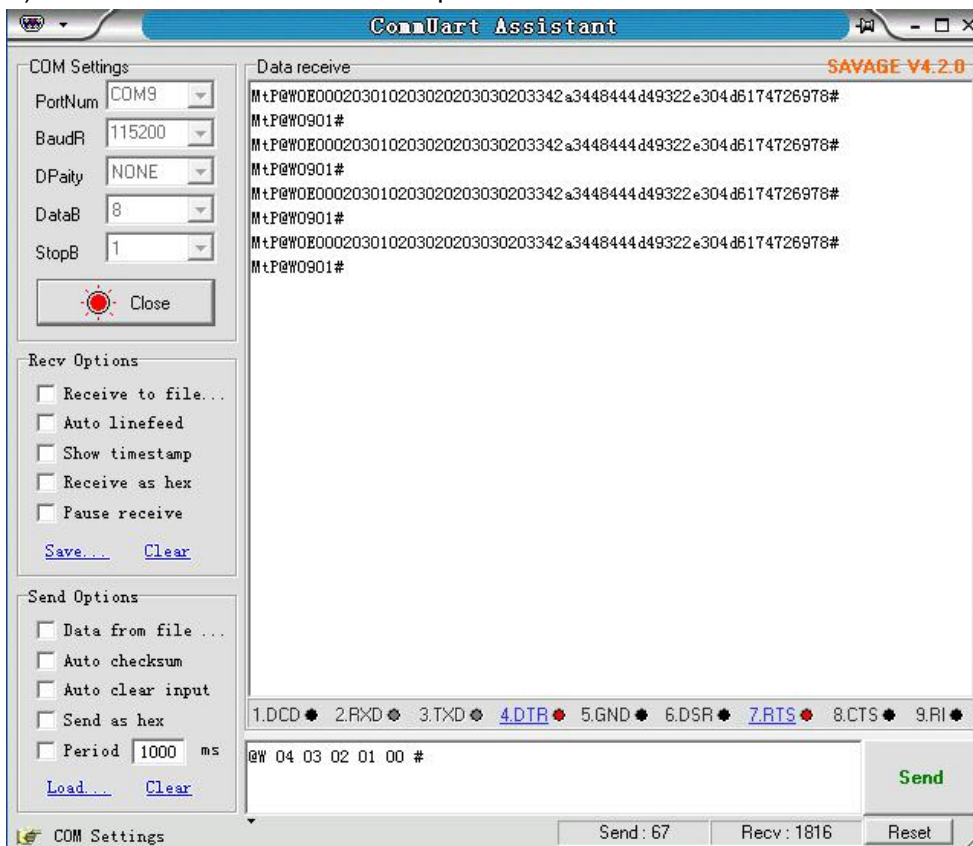 CommUart Assistant
COM Settings
PortNum COM9
BaudR 115200
DPaity NONE
DataB 8
StopB 1
Close
Recv Options
Receive to file...
Auto linefeed
Show timestamp
Receive as hex
Pause receive
Save... Clear
Send Options
Data from file ...
Auto checksum
Auto clear input
Send as hex
Period 1000 ms
Load... Clear
COM Settings
Data receive SAVAGE V4.2.0
MtP@W0E00020301020302020303020334​2a3448444d49322e304d6174726978#
MtP@W0901#
MtP@W0E000203010203020203030203342a3448444d49322e304d6174726978#
MtP@W0901#
MtP@W0E000203010203020203030203342a3448444d49322e304d6174726978#
MtP@W0901#
MtP@W0E000203010203020203030203342a3448444d49322e304d6174726978#
MtP@W0901#
1.DCD 2.RXD 3.TXD 4.DTR 5.GND 6.DSR 7.RTS 8.CTS 9.RI
@W 04 03 02 01 00 #
Send
Send : 67 Recv : 1816 Reset